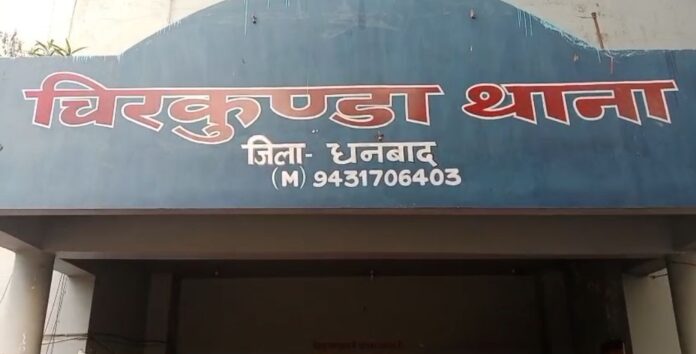 चिरकुण्डा थाना
जिला- धनबाद
(M) 9431706403